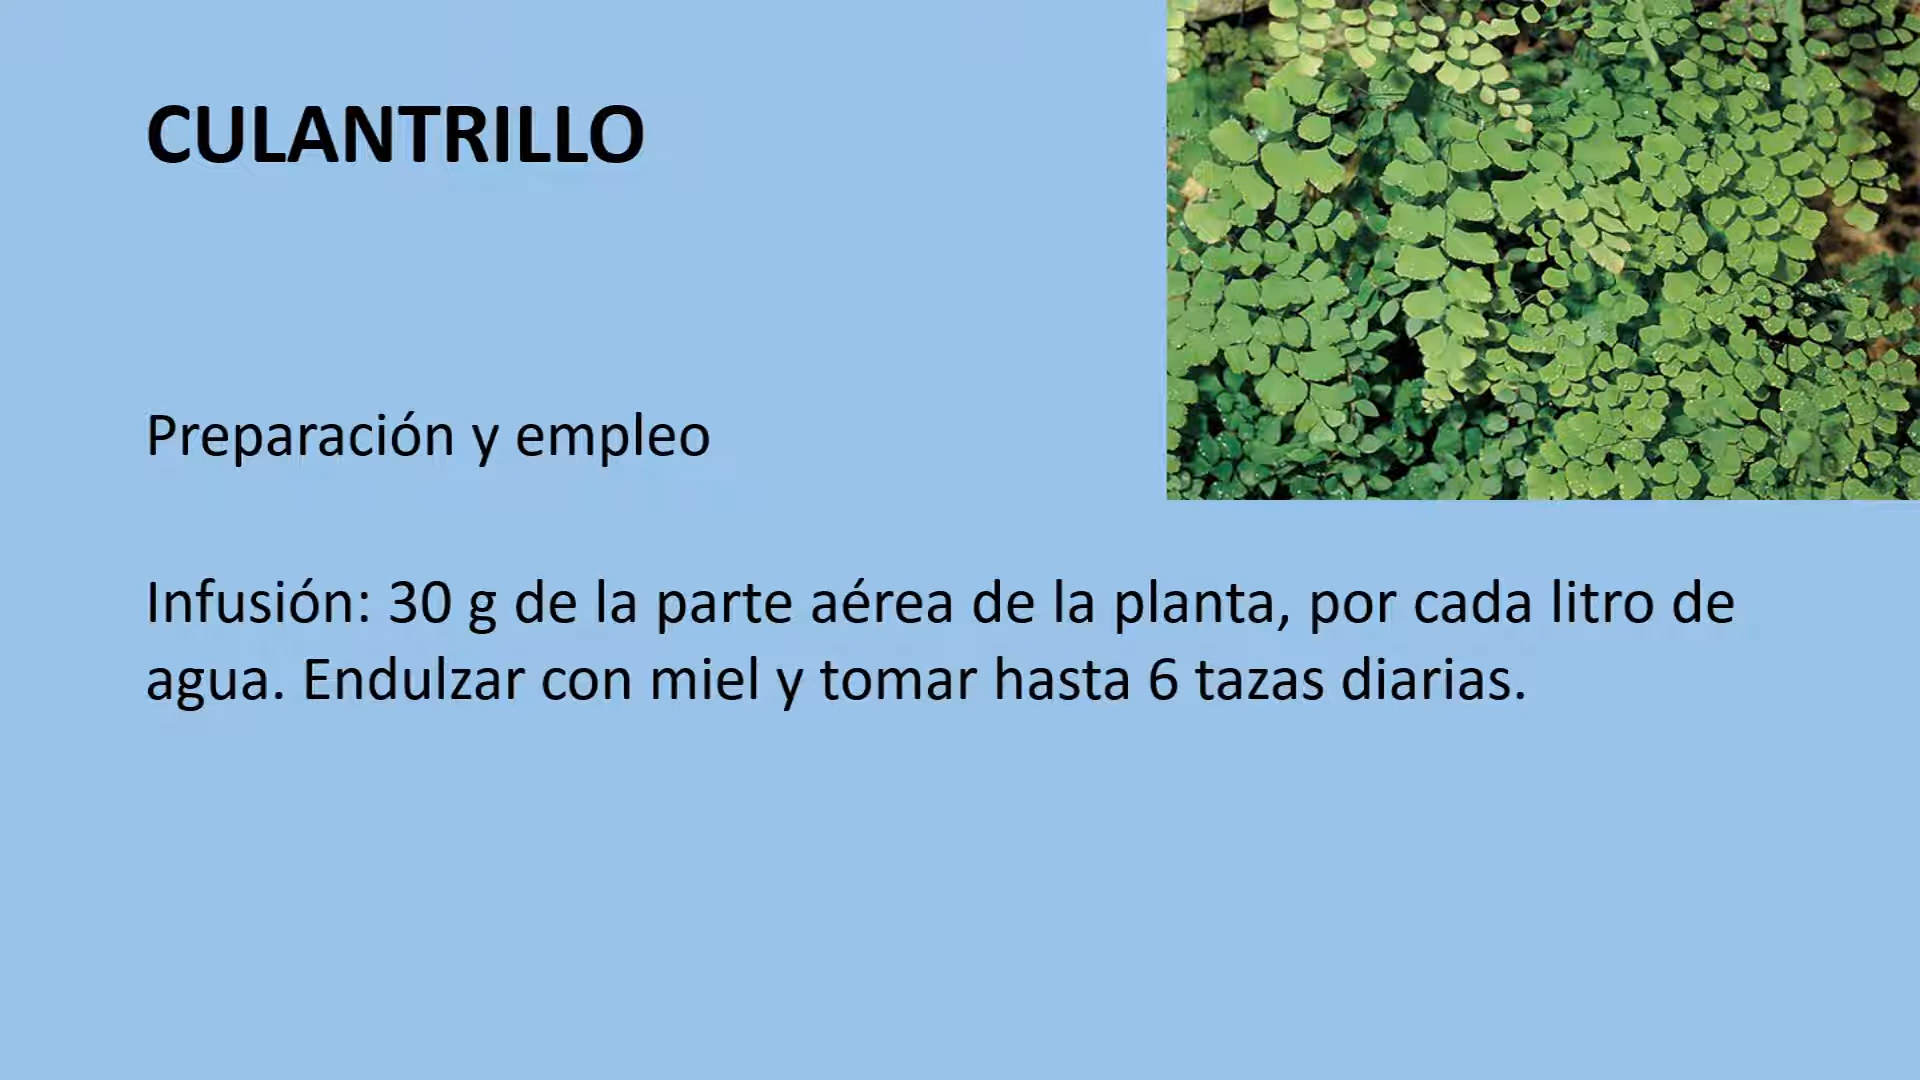 CULANTRILLO
Preparación y empleo
Infusión: 30 g de la parte aérea de la planta, por cada litro de
agua. Endulzar con miel y tomar hasta 6 tazas diarias.